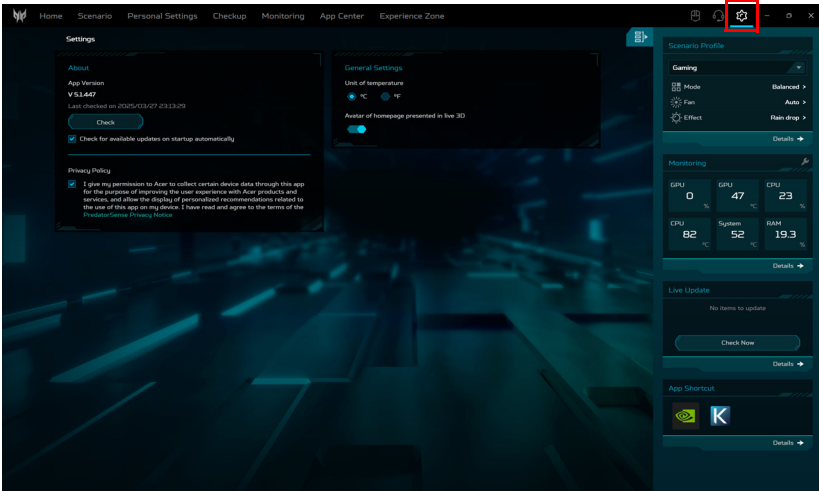 Home Scenario Personal Settings Checkup Monitoring App Center Experience Zone
Settings
About
App Version
V 5.1.447
Last checked on 2025/03/27 23:13:29
Check
Check for available updates on startup automatically
Privacy Policy
I give my permission to Acer to collect certain device data through this app
for the purpose of improving the user experience with Acer products and
services, and allow the display of personalized recommendations related to
the use of this app on my device. I have read and agree to the terms of the
PredatorSense Privacy Notice
General Settings
Unit of temperature
°C °F
Avatar of homepage presented in live 3D
Scenario Profile
Gaming
Mode Balanced >
Fan Auto >
Effect Rain drop >
Details →
Monitoring
GPU GPU CPU
0 47 23
% °C %
CPU System RAM
82 52 19.3
°C °C %
Details →
Live Update
No items to update
Check Now
Details →
App Shortcut
K
Details →